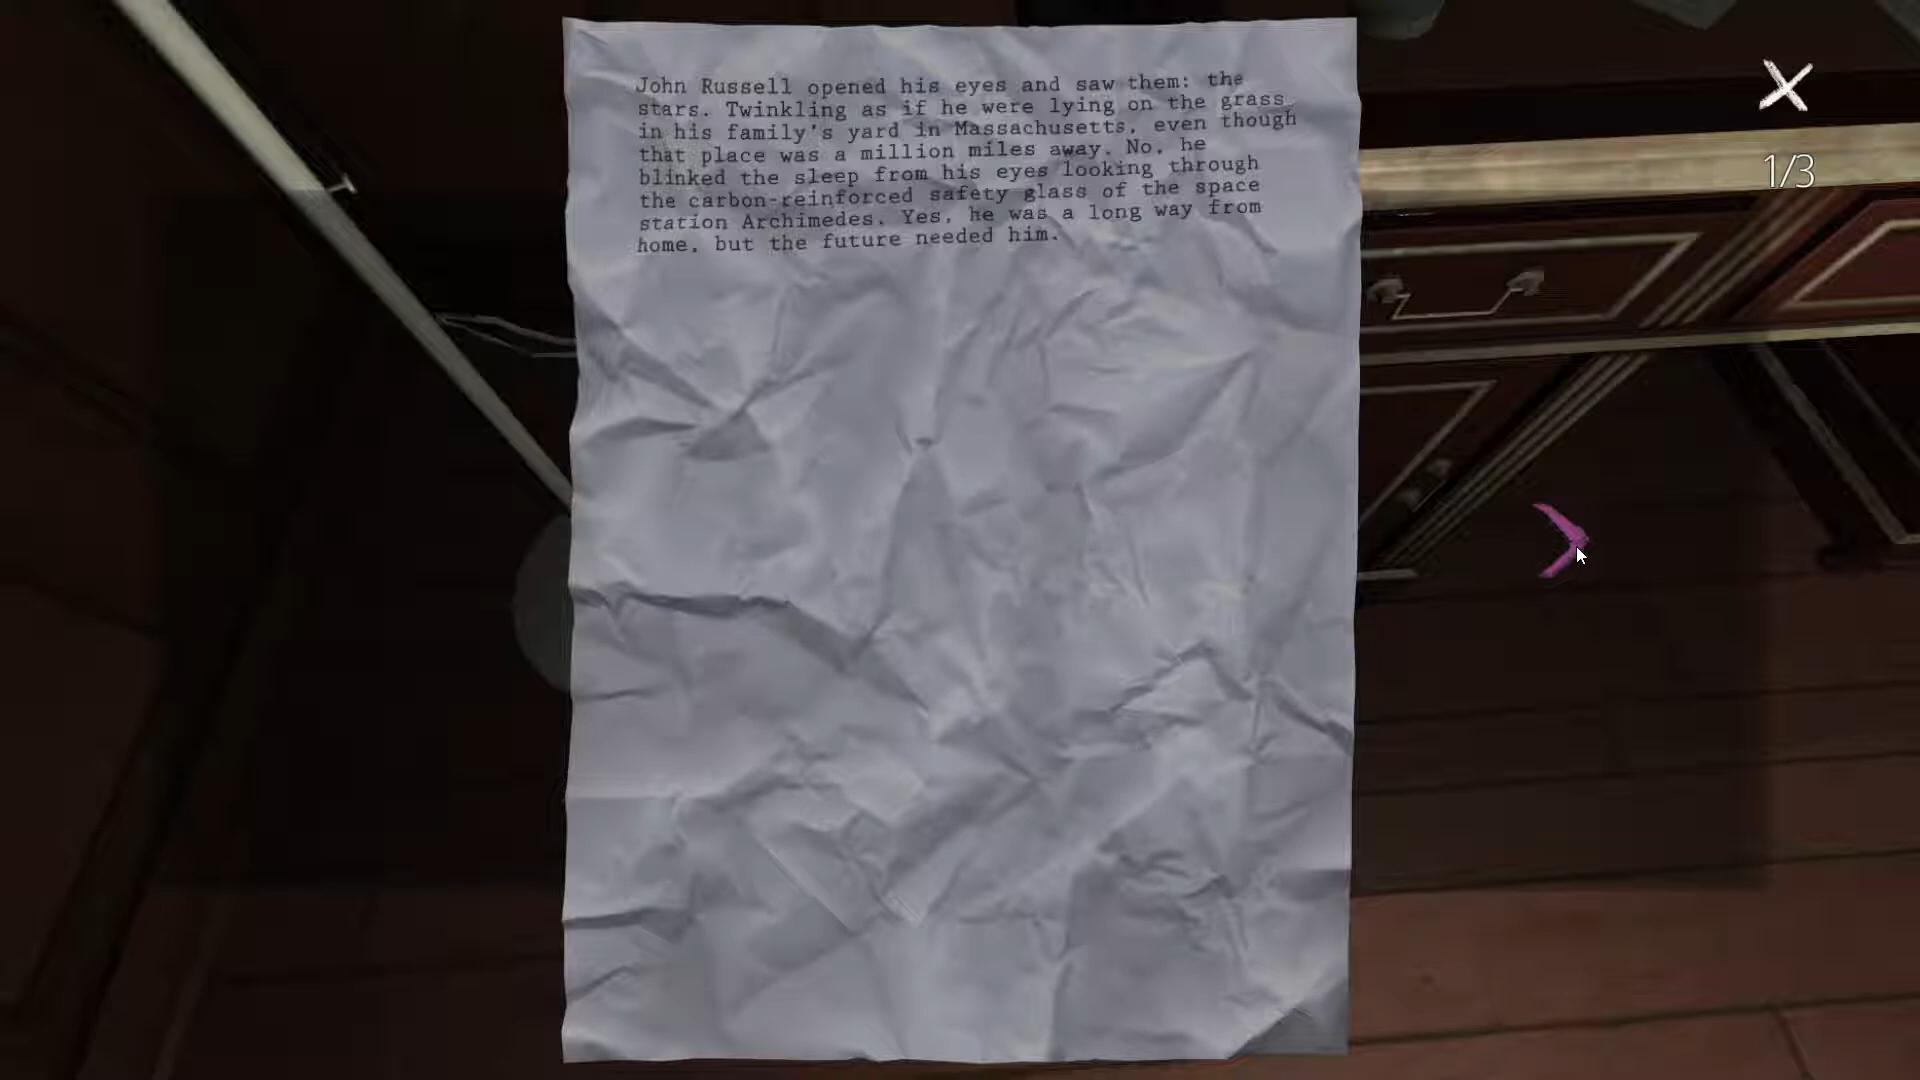 John Russell opened his eyes and saw them: the
stars. Twinkling as if he were lying on the grass
in his family's yard in Massachusetts, even though
that place was a million miles away. No, he
blinked the sleep from his eyes looking through
the carbon-reinforced safety glass of the space
station Archimedes. Yes, he was a long way from
home, but the future needed him.
1/3